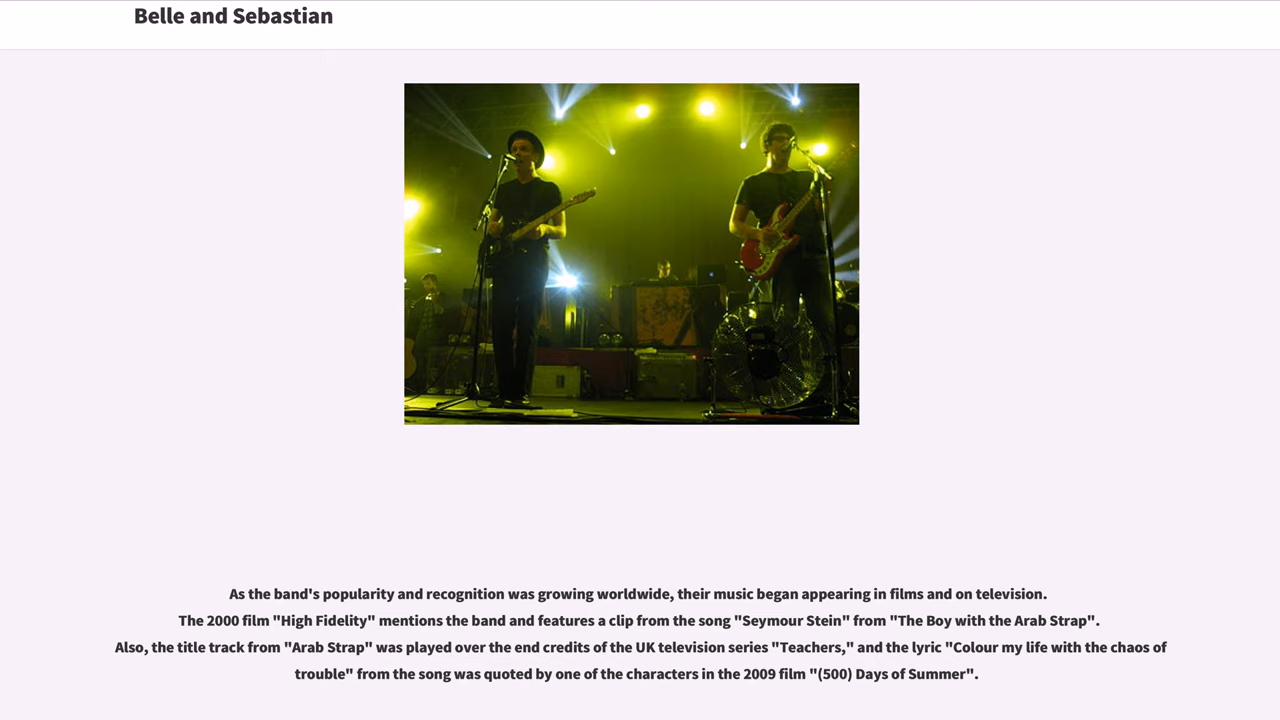 Belle and Sebastian
As the band's popularity and recognition was growing worldwide, their music began appearing in films and on television.
The 2000 film "High Fidelity" mentions the band and features a clip from the song "Seymour Stein" from "The Boy with the Arab Strap".
Also, the title track from "Arab Strap" was played over the end credits of the UK television series "Teachers," and the lyric "Colour my life with the chaos of
trouble" from the song was quoted by one of the characters in the 2009 film "(500) Days of Summer".